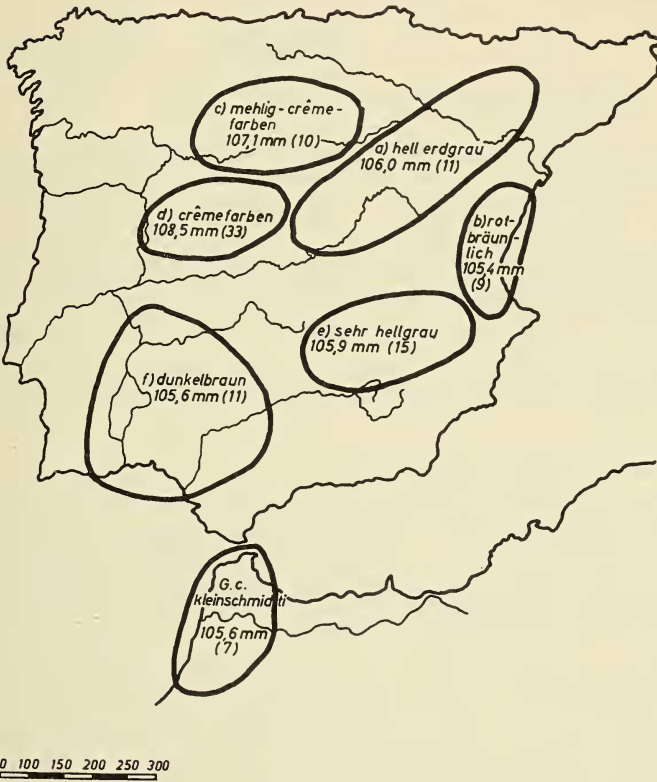 c) mehlig-crême-
farben
107,1 mm (10)
a) hell erdgrau
106,0 mm (11)
d) crêmefarben
108,5 mm (33)
b) rot-
bräun-
lich
105,4 mm
(9)
e) sehr hellgrau
105,9 mm (15)
f) dunkelbraun
105,6 mm (11)
G. c.
kleinschmidti
105,6 mm
(7)
0 100 150 200 250 300